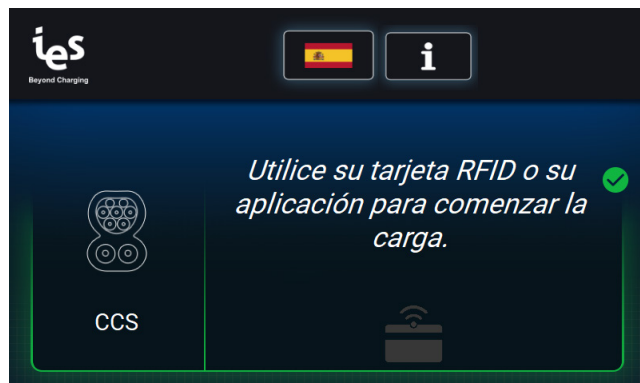 ies
Beyond Charging
i
Utilice su tarjeta RFID o su
aplicación para comenzar la
carga.
CCS